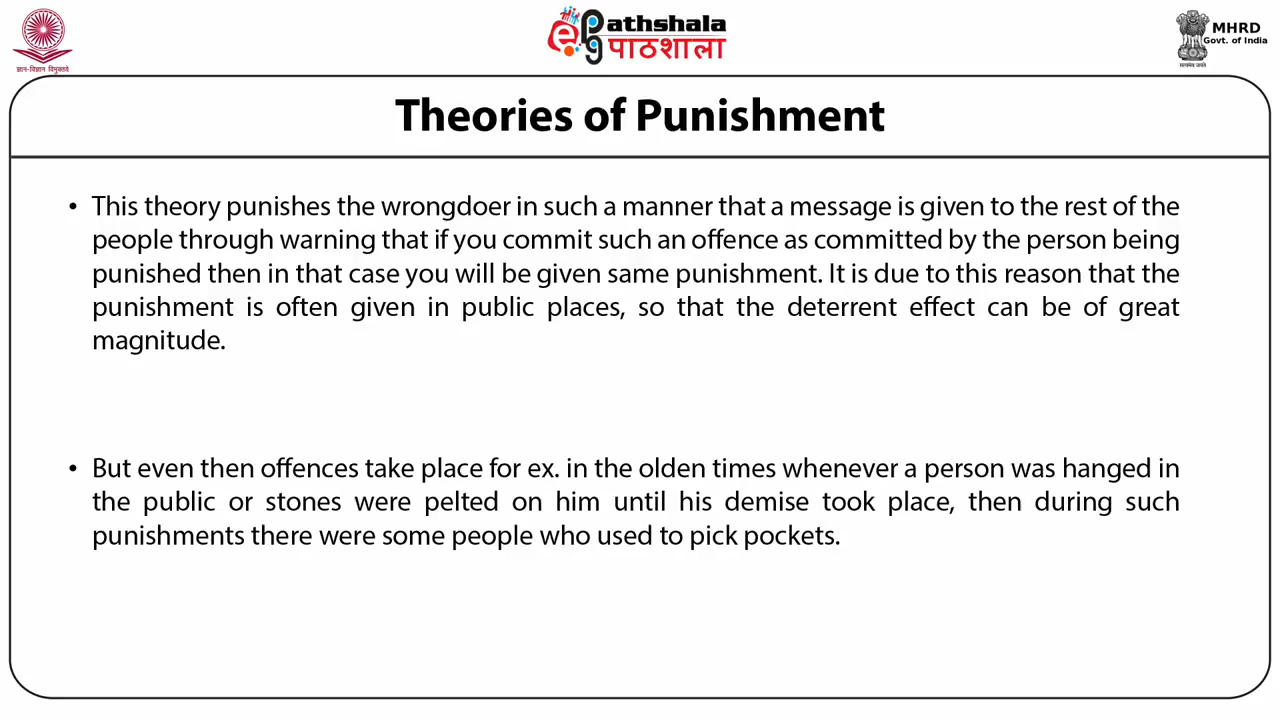 ज्ञान-विज्ञान विमुक्तये
ePathshala
पाठशाला
सत्यमेव जयते
MHRD
Govt. of India
Theories of Punishment
• This theory punishes the wrongdoer in such a manner that a message is given to the rest of the
people through warning that if you commit such an offence as committed by the person being
punished then in that case you will be given same punishment. It is due to this reason that the
punishment is often given in public places, so that the deterrent effect can be of great
magnitude.
• But even then offences take place for ex. in the olden times whenever a person was hanged in
the public or stones were pelted on him until his demise took place, then during such
punishments there were some people who used to pick pockets.